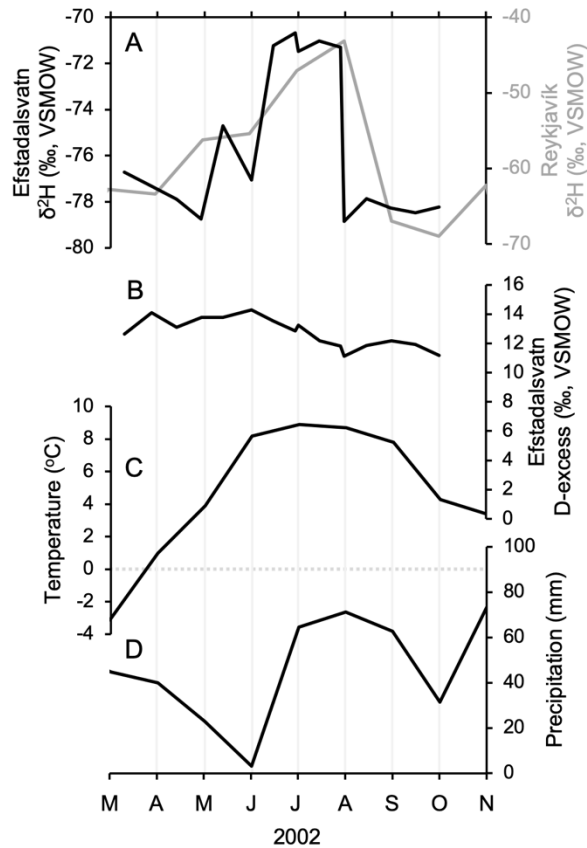 A
-70
-72
-74
-76
-78
-80
Efstadalsvatn
δ²H (‰, VSMOW)
-40
-50
-60
-70
Reykjavík
δ²H (‰, VSMOW)
B
16
14
12
10
8
6
4
2
0
Efstadalsvatn
D-excess (‰, VSMOW)
C
10
8
6
4
2
0
-2
-4
Temperature (°C)
D
100
80
60
40
20
0
Precipitation (mm)
M A M J J A S O N
2002